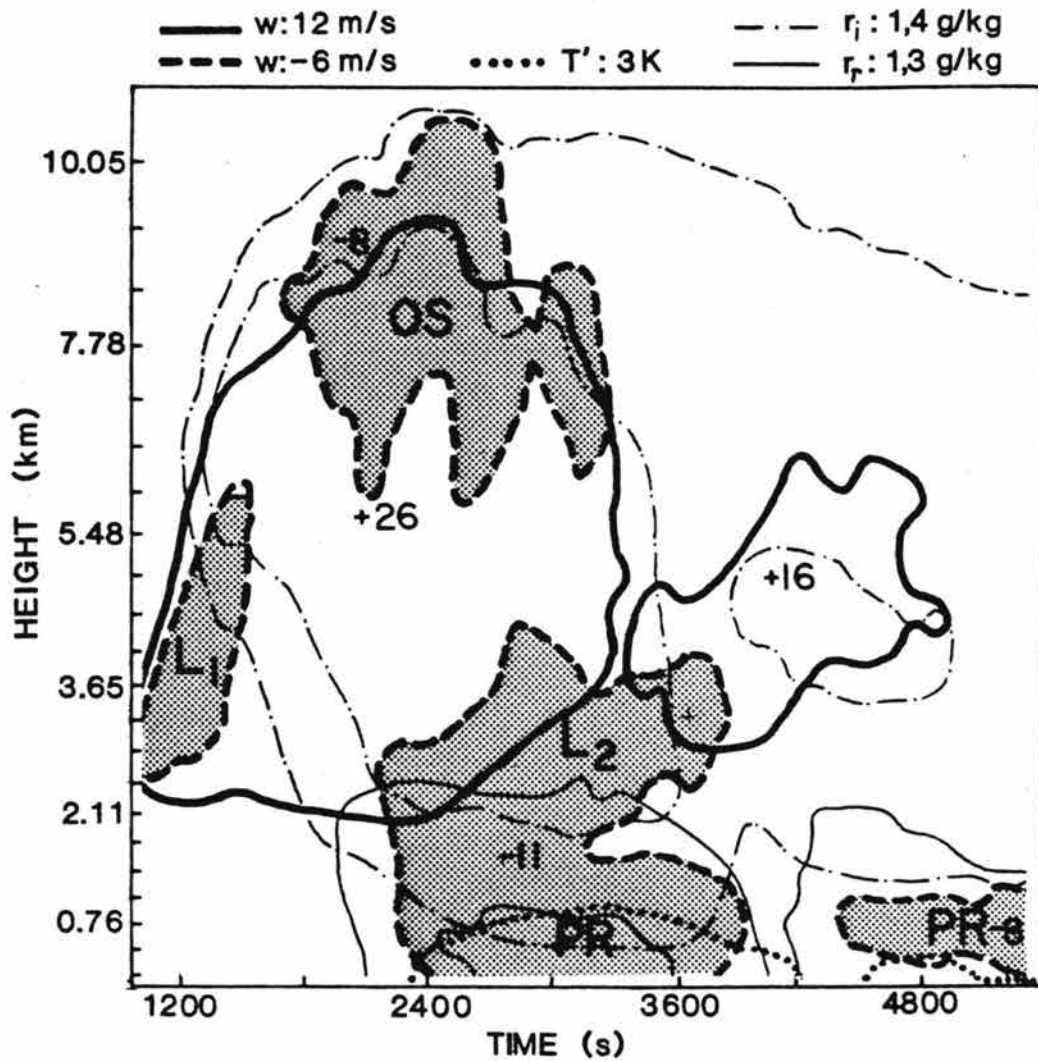 w: 12 m/s
r_i : 1,4 g/kg
w: -6 m/s
T' : 3K
r_r : 1,3 g/kg
10.05
7.78
5.48
3.65
2.11
0.76
HEIGHT (km)
-8
OS
+26
L1
+16
+
L2
-11
PR
PR-8
1200
2400
3600
4800
TIME (s)